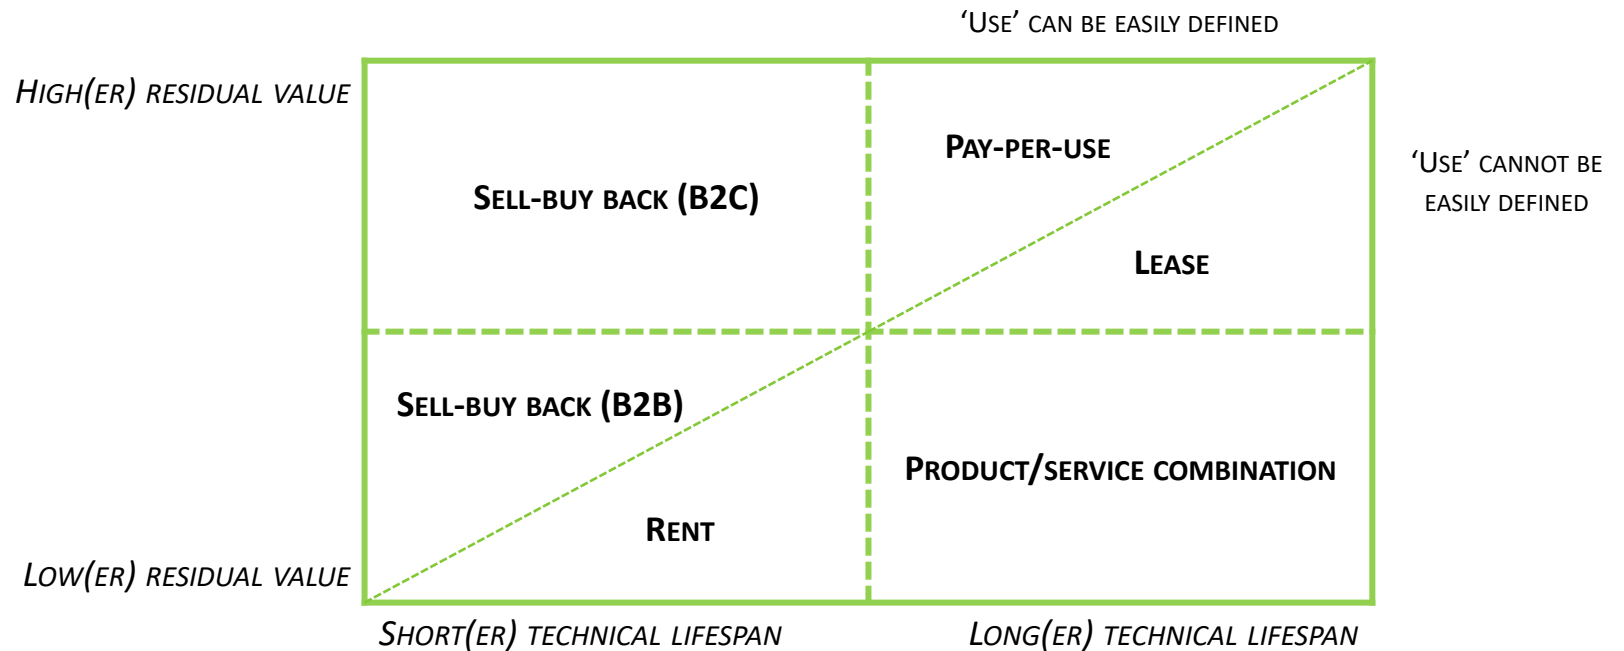 ‘Use’ can be easily defined
High(er) residual value
Pay-per-use
‘Use’ cannot be
easily defined
Sell-buy back (B2C)
Lease
Sell-buy back (B2B)
Product/service combination
Rent
Low(er) residual value
Short(er) technical lifespan
Long(er) technical lifespan